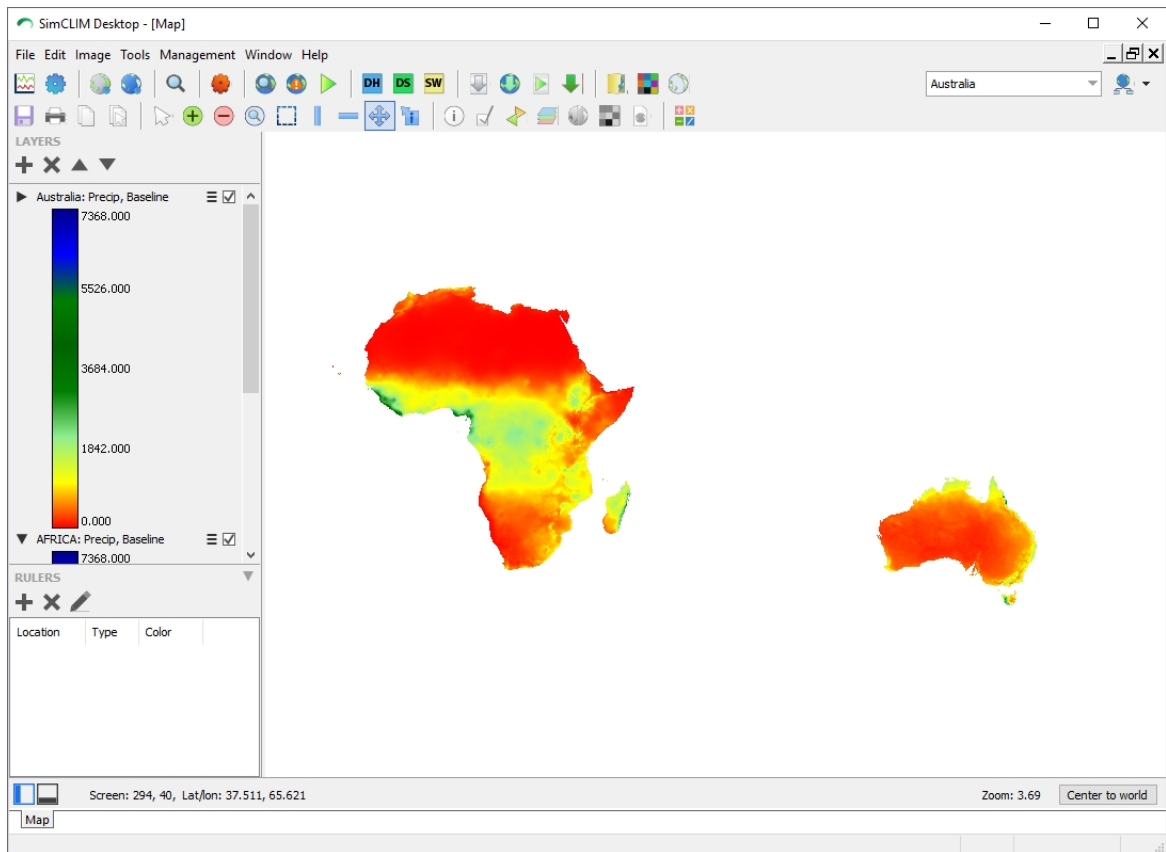 SimCLIM Desktop - [Map]
File Edit Image Tools Management Window Help
DH DS SW
Australia
LAYERS
Australia: Precip, Baseline
7368.000
5526.000
3684.000
1842.000
0.000
AFRICA: Precip, Baseline
7368.000
RULERS
Location Type Color
Screen: 294, 40, Lat/lon: 37.511, 65.621
Zoom: 3.69
Center to world
Map